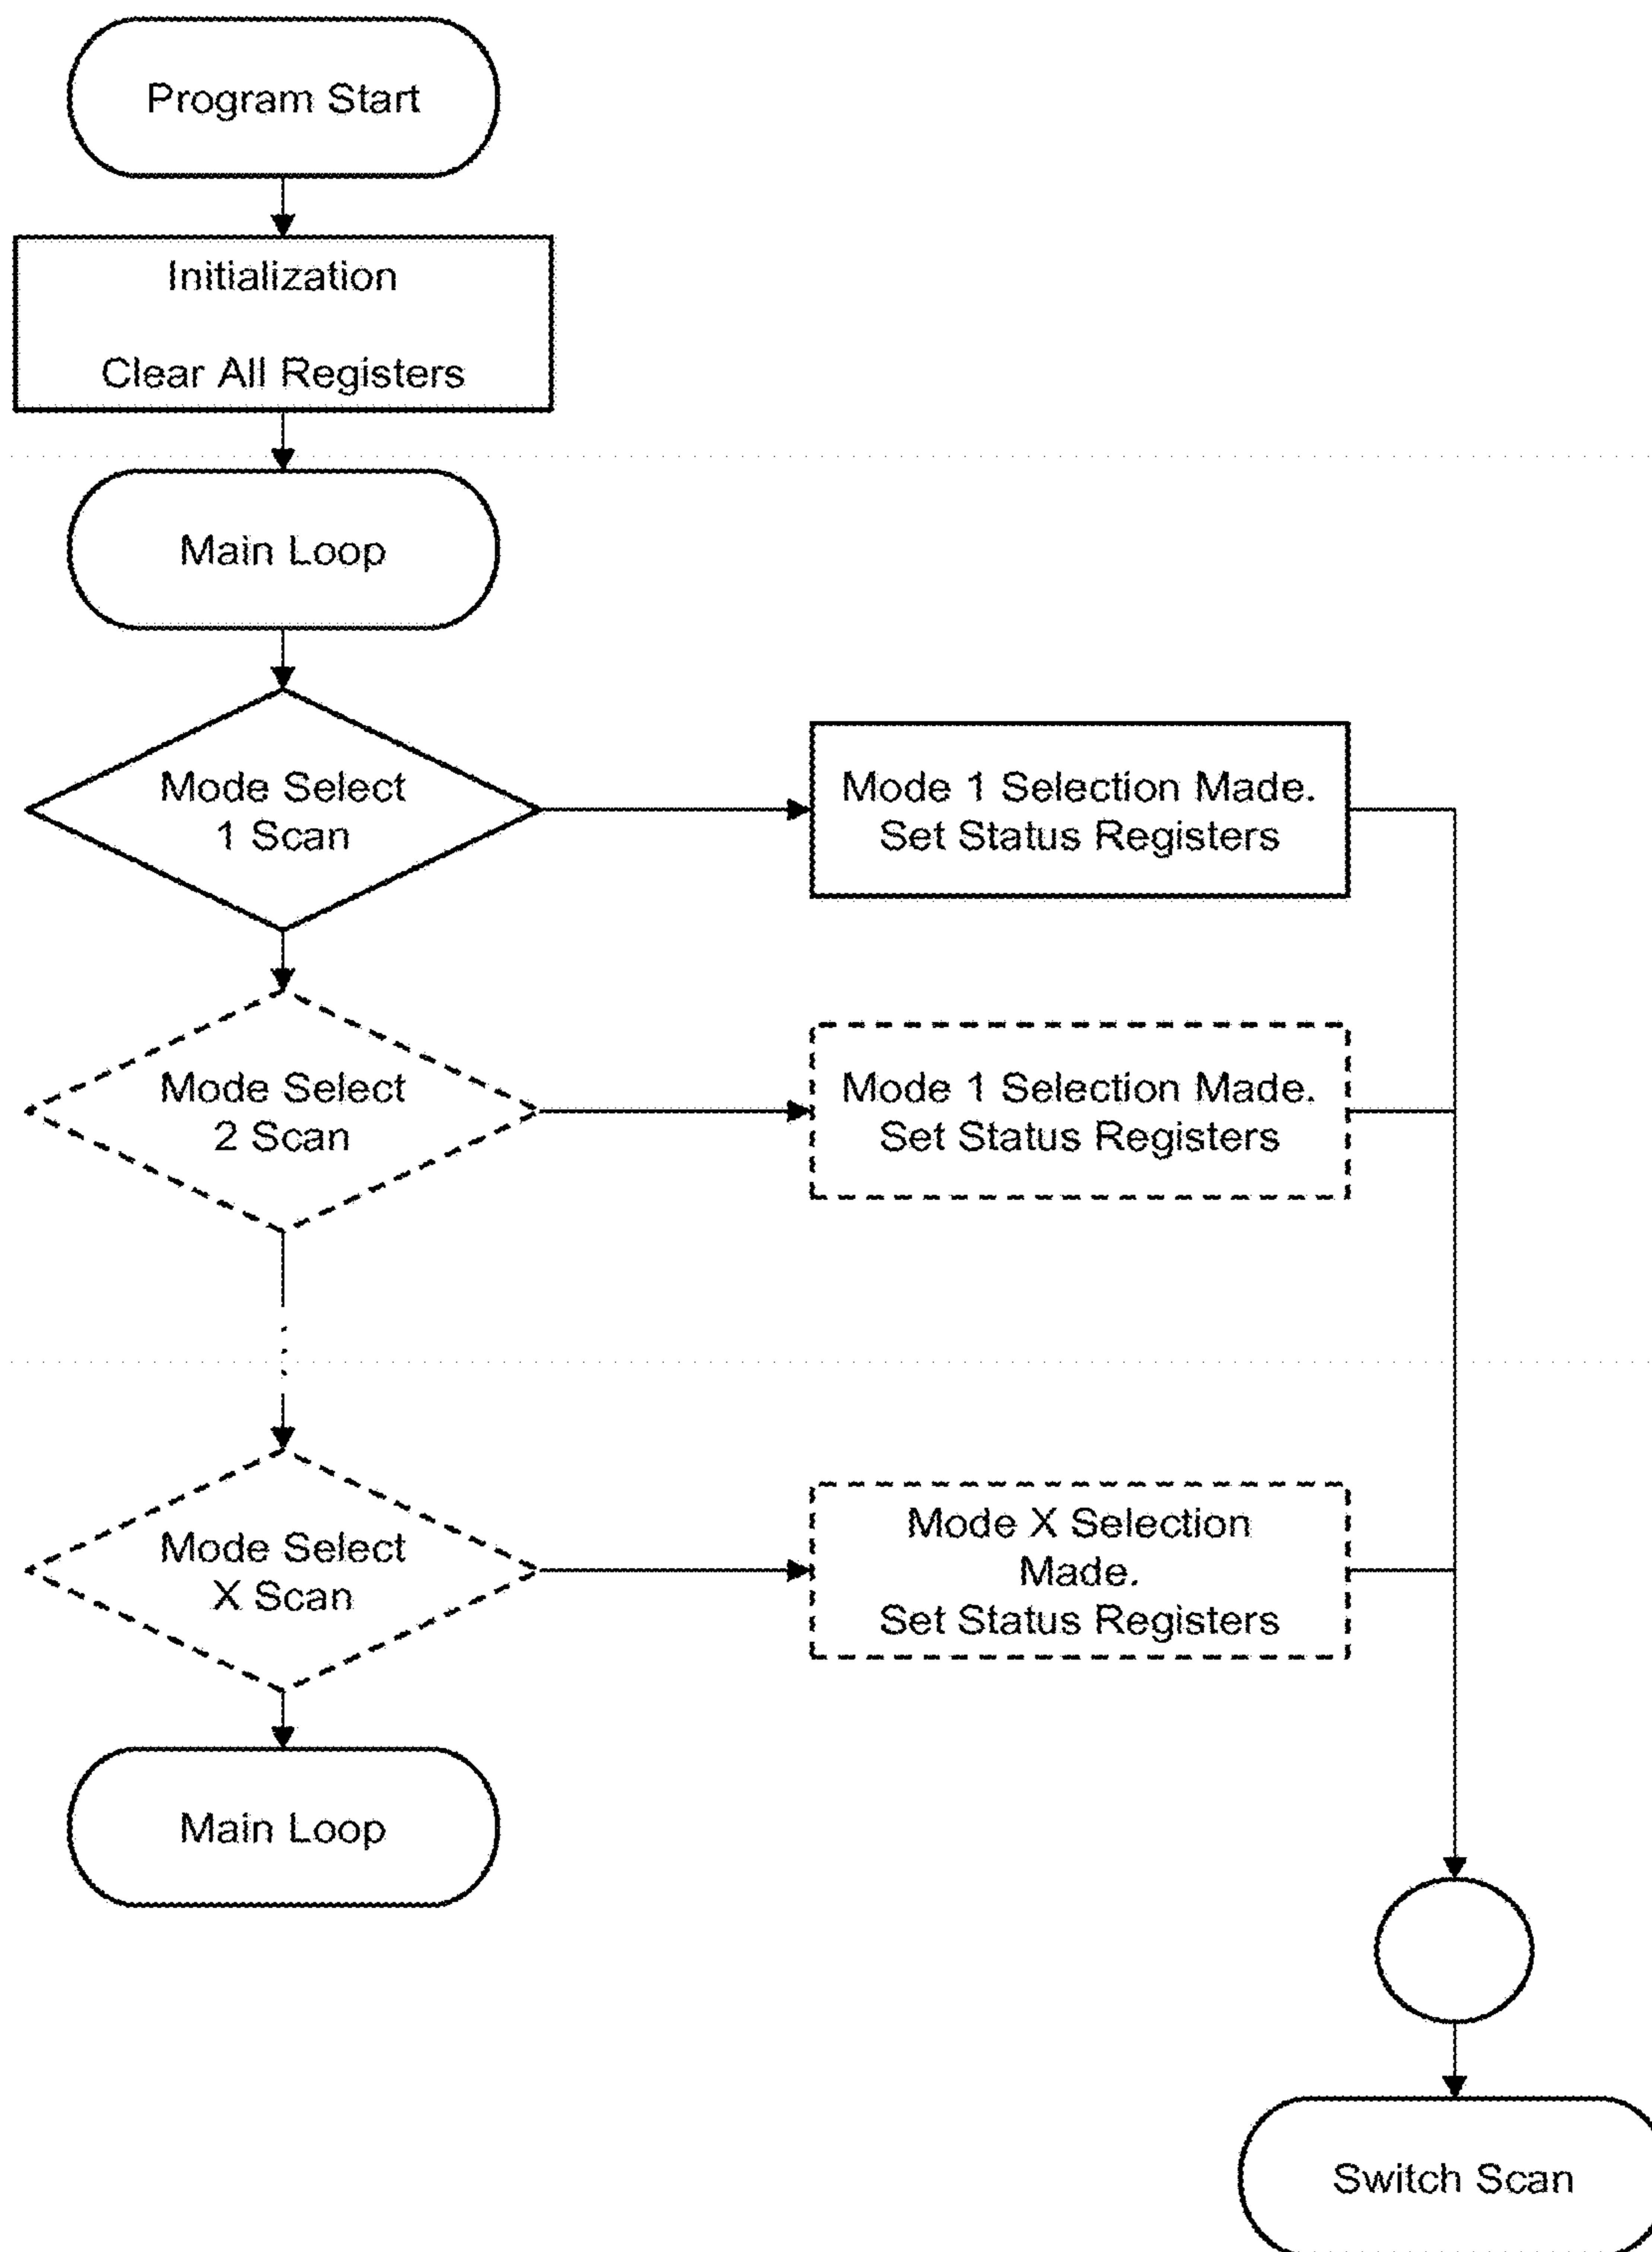 Program Start
Initialization
Clear All Registers
Main Loop
Mode Select
1 Scan
Mode 1 Selection Made.
Set Status Registers
Mode Select
2 Scan
Mode 1 Selection Made.
Set Status Registers
Mode Select
X Scan
Mode X Selection
Made.
Set Status Registers
Main Loop
Switch Scan